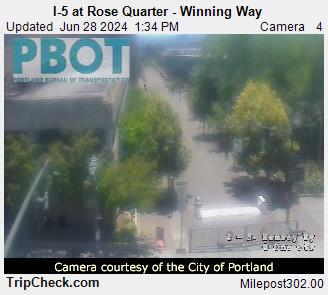 I-5 at Rose Quarter - Winning Way
Updated Jun 28 2024 1:34 PM Camera 4
PBOT
PORTLAND BUREAU OF TRANSPORTATION
Camera courtesy of the City of Portland
TripCheck.com Milepost302.00